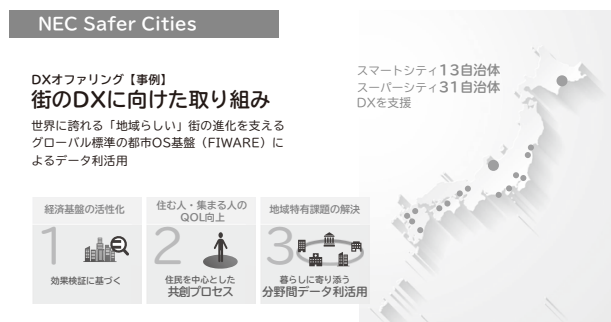 NEC Safer Cities
DXオファリング【事例】
街のDXに向けた取り組み
世界に誇れる「地域らしい」街の進化を支える
グローバル標準の都市OS基盤（FIWARE）に
よるデータ利活用
スマートシティ13自治体
スーパーシティ31自治体
DXを支援
経済基盤の活性化
1
効果検証に基づく
住む人・集まる人の
QOL向上
2
住民を中心とした
共創プロセス
地域特有課題の解決
3
暮らしに寄り添う
分野間データ利活用